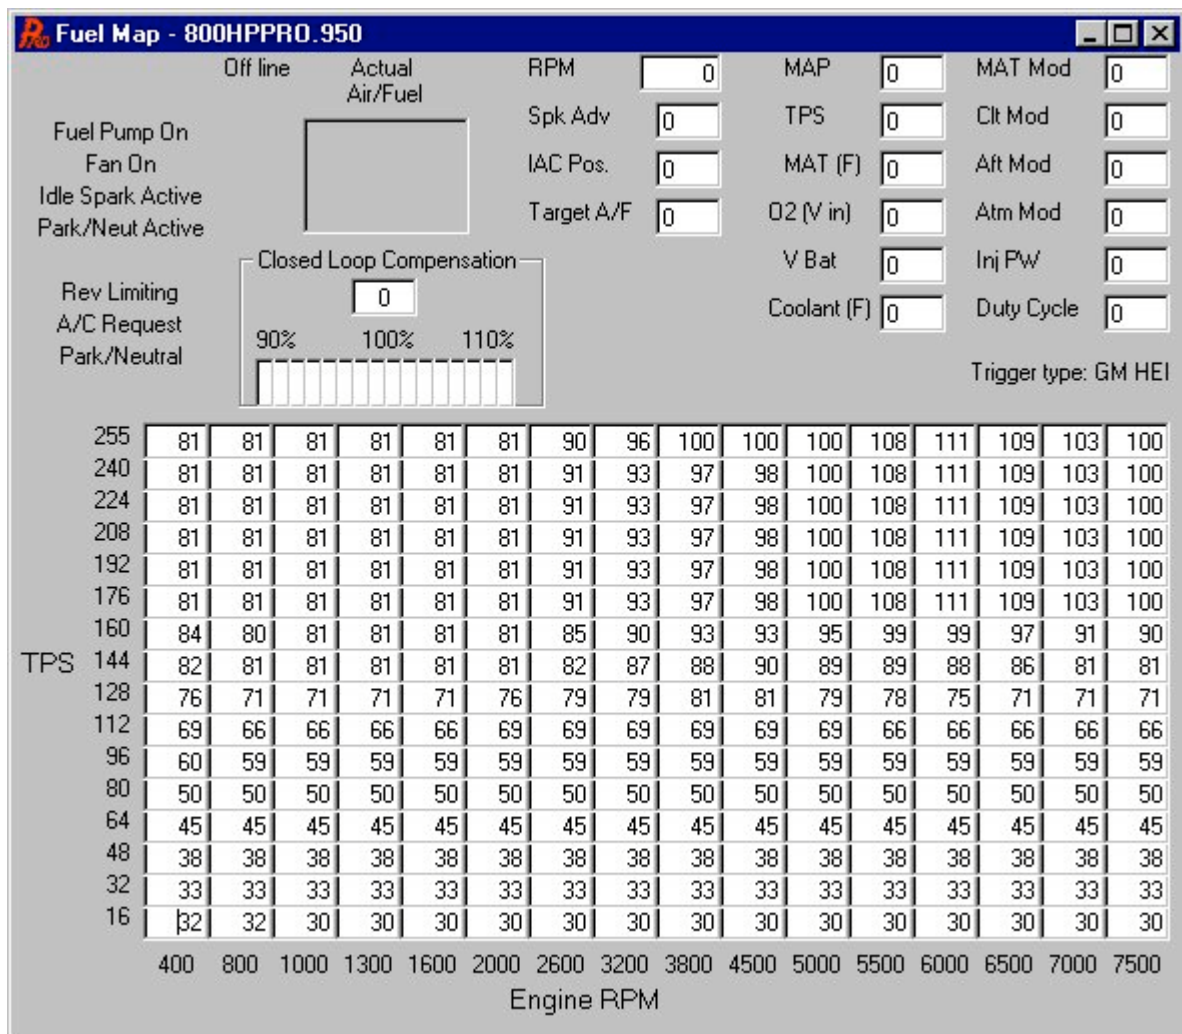 Fuel Map - 800HPPRO.950
Off line Actual Air/Fuel RPM 0 MAP 0 MAT Mod 0
Spk Adv 0 TPS 0 Clt Mod 0
Fuel Pump On
Fan On IAC Pos. 0 MAT (F) 0 Aft Mod 0
Idle Spark Active
Park/Neut Active Target A/F 0 O2 (V in) 0 Atm Mod 0
Closed Loop Compensation V Bat 0 Inj PW 0
Rev Limiting 0 Coolant (F) 0 Duty Cycle 0
A/C Request
Park/Neutral 90% 100% 110%
Trigger type: GM HEI
255 81 81 81 81 81 81 90 96 100 100 100 108 111 109 103 100
240 81 81 81 81 81 81 91 93 97 98 100 108 111 109 103 100
224 81 81 81 81 81 81 91 93 97 98 100 108 111 109 103 100
208 81 81 81 81 81 81 91 93 97 98 100 108 111 109 103 100
192 81 81 81 81 81 81 91 93 97 98 100 108 111 109 103 100
176 81 81 81 81 81 81 91 93 97 98 100 108 111 109 103 100
160 84 80 81 81 81 81 85 90 93 93 95 99 99 97 91 90
TPS 144 82 81 81 81 81 81 82 87 88 90 89 89 88 86 81 81
128 76 71 71 71 71 76 79 79 81 81 79 78 75 71 71 71
112 69 66 66 66 66 69 69 69 69 69 69 66 66 66 66 66
96 60 59 59 59 59 59 59 59 59 59 59 59 59 59 59 59
80 50 50 50 50 50 50 50 50 50 50 50 50 50 50 50 50
64 45 45 45 45 45 45 45 45 45 45 45 45 45 45 45 45
48 38 38 38 38 38 38 38 38 38 38 38 38 38 38 38 38
32 33 33 33 33 33 33 33 33 33 33 33 33 33 33 33 33
16 32 32 30 30 30 30 30 30 30 30 30 30 30 30 30 30
400 800 1000 1300 1600 2000 2600 3200 3800 4500 5000 5500 6000 6500 7000 7500
Engine RPM